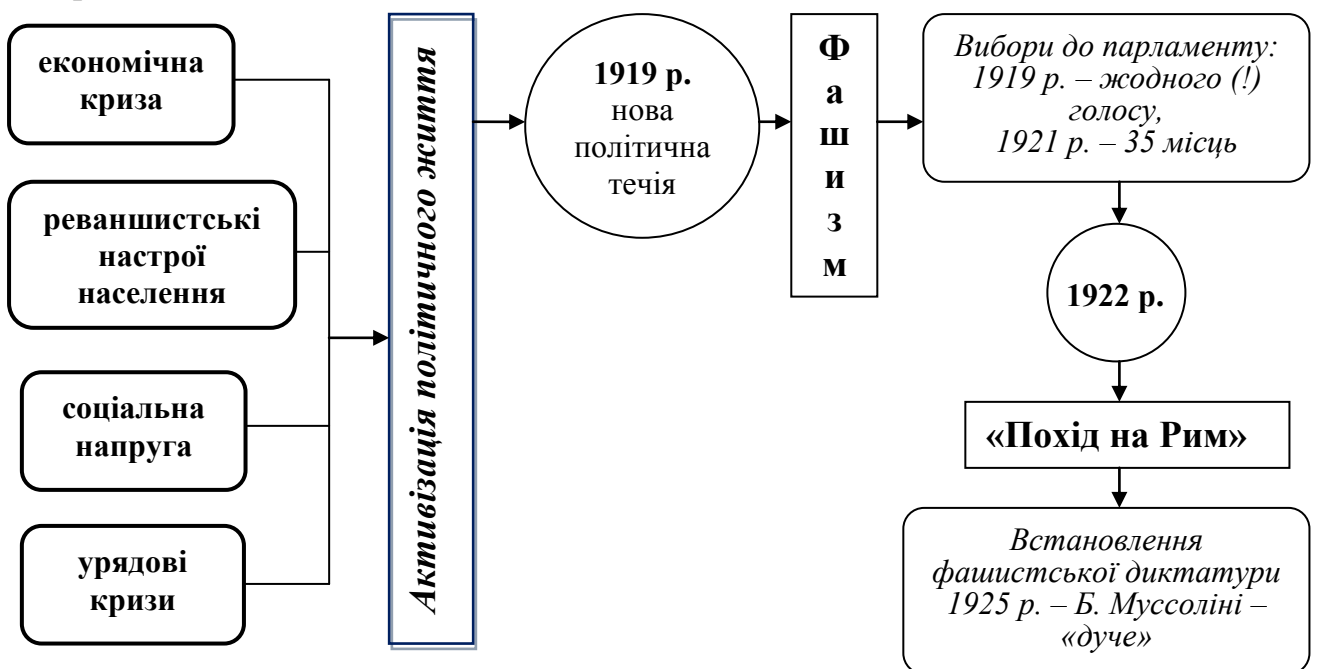 економічна
криза
реваншистські
настрої
населення
соціальна
напруга
урядові
кризи
Активізація політичного життя
1919 р.
нова
політична
течія
Ф
а
ш
и
з
м
Вибори до парламенту:
1919 р. – жодного (!)
голосу,
1921 р. – 35 місць
1922 р.
«Похід на Рим»
Встановлення
фашистської диктатури
1925 р. – Б. Муссоліні –
«дуче»